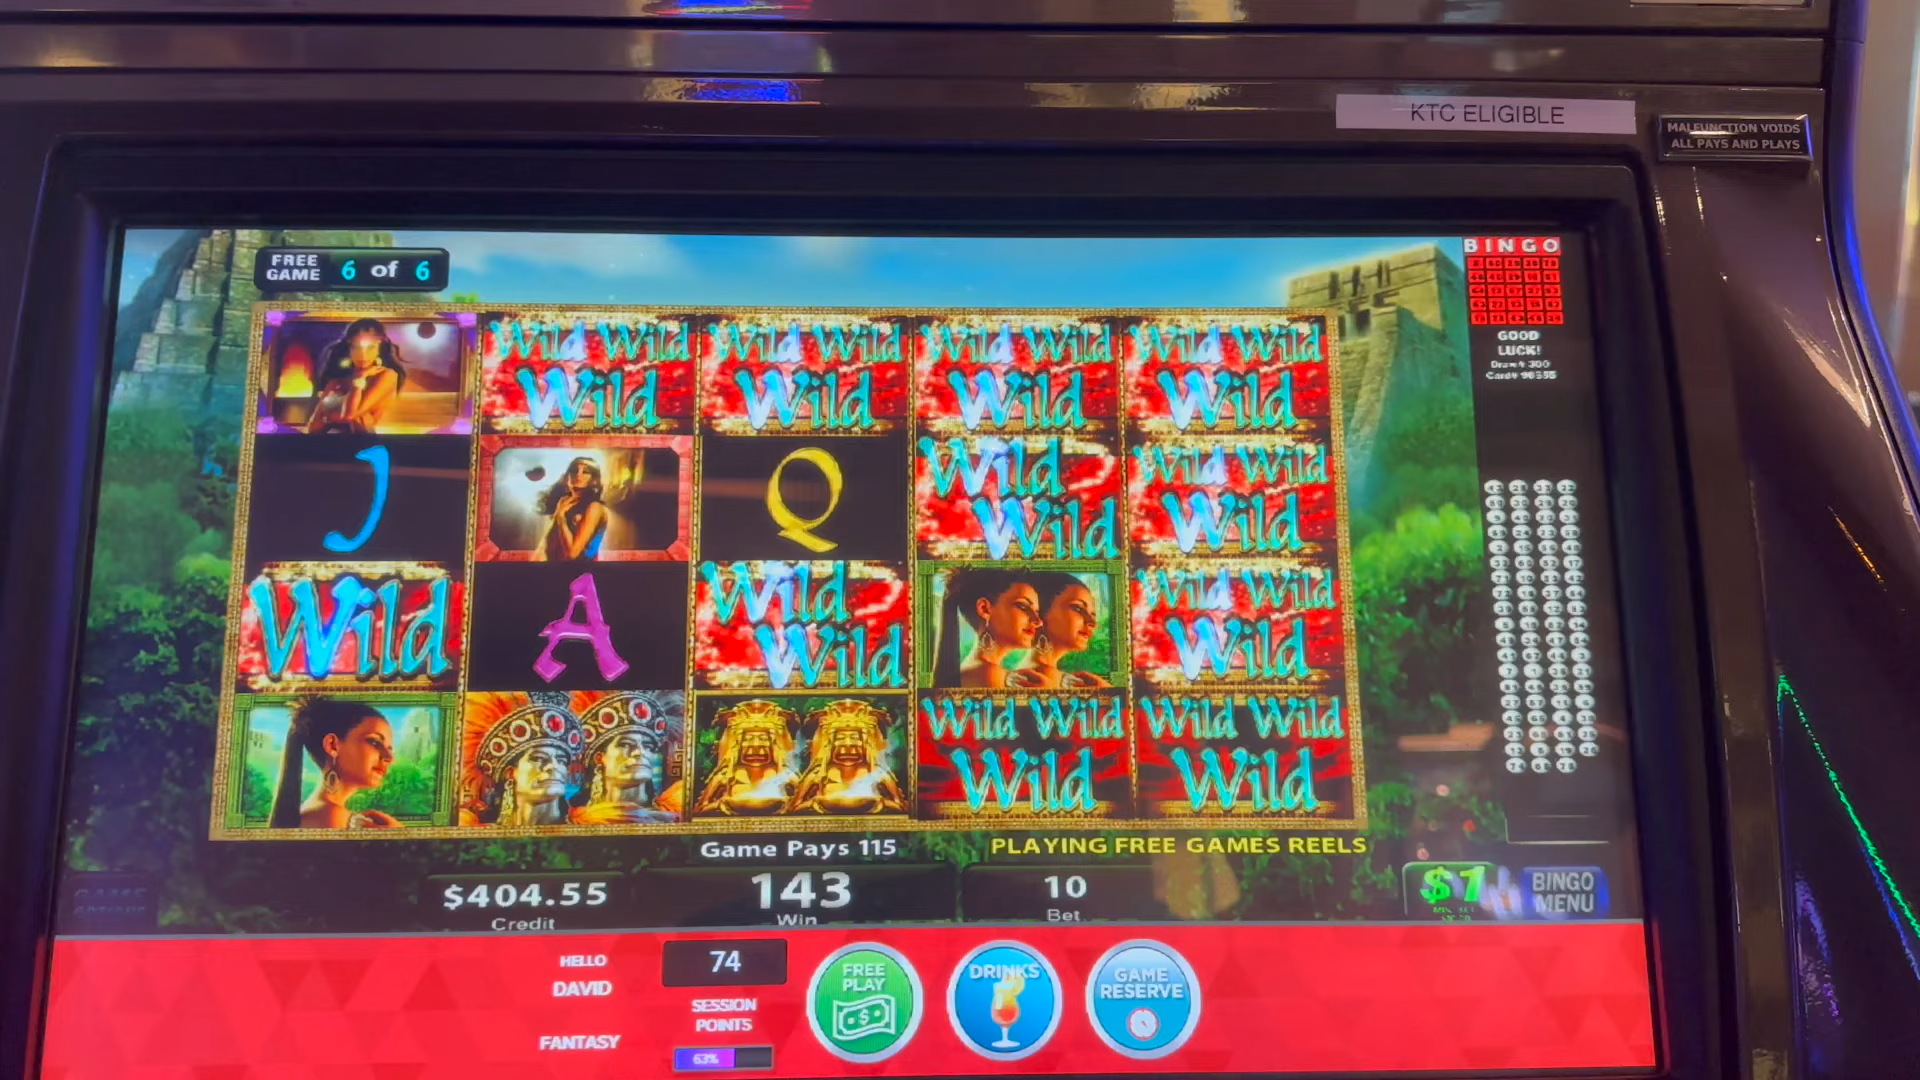 KTC ELIGIBLE
MALFUNCTION VOIDS
ALL PAYS AND PLAYS
BINGO
FREE
GAME 6 of 6
GOOD
LUCK!
Wild Wild
Wild
Wild Wild
Wild
Wild Wild
Wild
Wild Wild
Wild
J
Q
Wild
Wild
Wild Wild
Wild
Wild
A
Wild
Wild
Wild Wild
Wild
Wild Wild
Wild
Wild Wild
Wild
Game Pays 115
PLAYING FREE GAMES REELS
$404.55
Credit
143
Win
10
Bet
$1
BINGO
MENU
GAME
OPTIONS
HELLO
DAVID
FANTASY
74
SESSION
POINTS
63%
FREE
PLAY
DRINKS
GAME
RESERVE